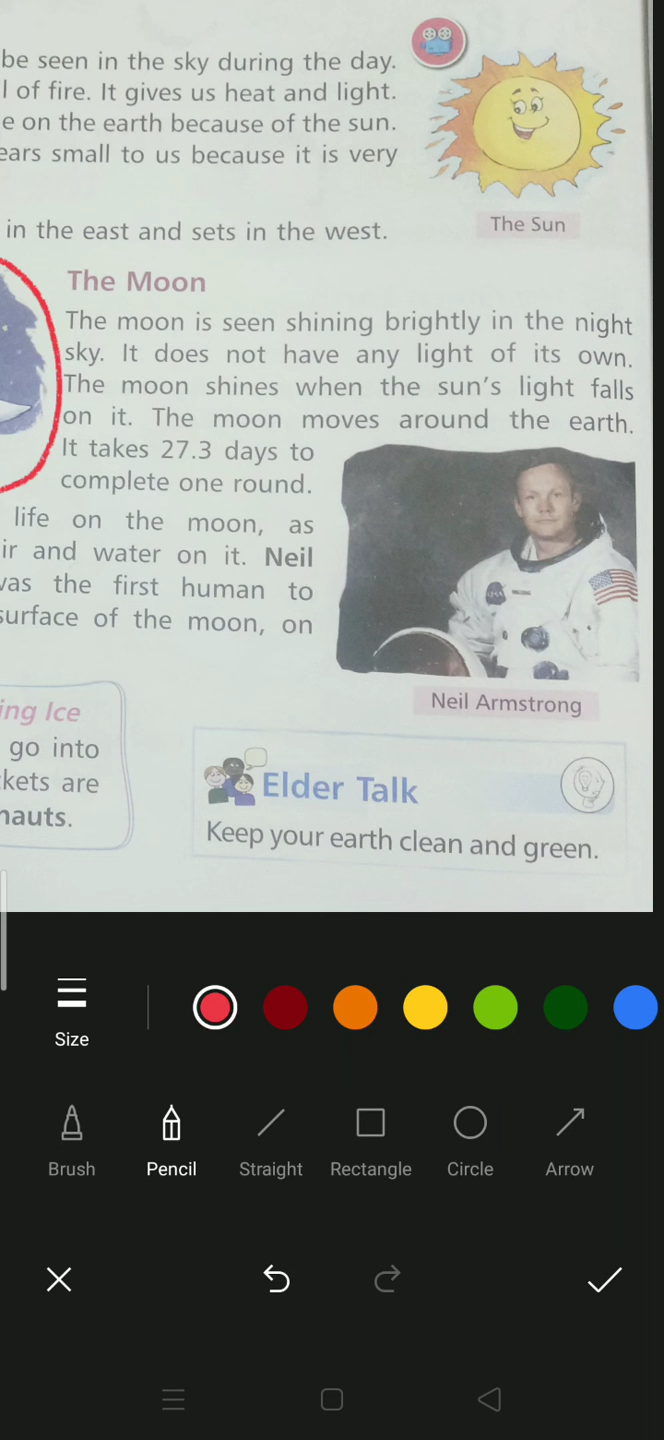 be seen in the sky during the day.
l of fire. It gives us heat and light.
e on the earth because of the sun.
ears small to us because it is very
in the east and sets in the west.
The Sun
The Moon
The moon is seen shining brightly in the night
sky. It does not have any light of its own.
The moon shines when the sun's light falls
on it. The moon moves around the earth.
It takes 27.3 days to
complete one round.
life on the moon, as
ir and water on it. Neil
was the first human to
surface of the moon, on
Neil Armstrong
ing Ice
go into
kets are
nauts.
Elder Talk
Keep your earth clean and green.
Size
Brush
Pencil
Straight
Rectangle
Circle
Arrow